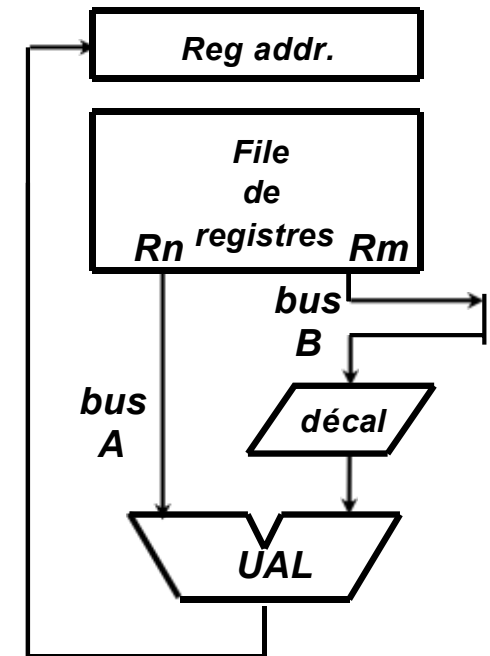 Reg addr.
File
de
registres
Rn
Rm
bus
B
bus
A
décal
UAL